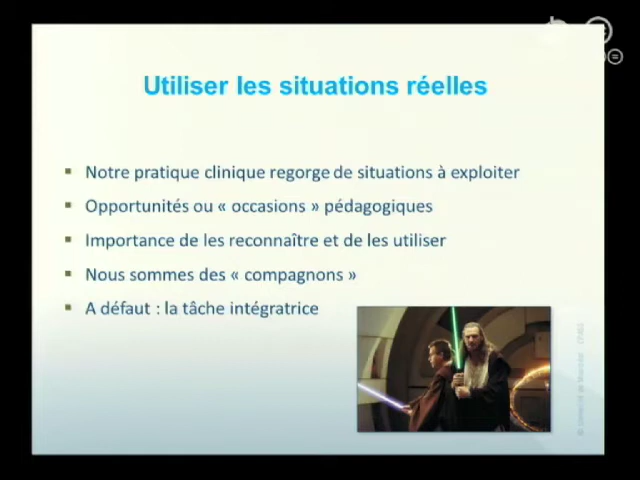 Utiliser les situations réelles
Notre pratique clinique regorge de situations à exploiter
Opportunités ou « occasions » pédagogiques
Importance de les reconnaître et de les utiliser
Nous sommes des « compagnons »
A défaut : la tâche intégratrice